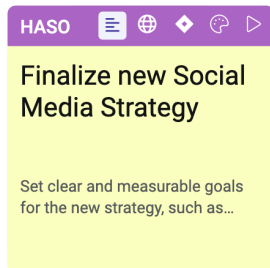 HASO
Finalize new Social
Media Strategy
Set clear and measurable goals
for the new strategy, such as...